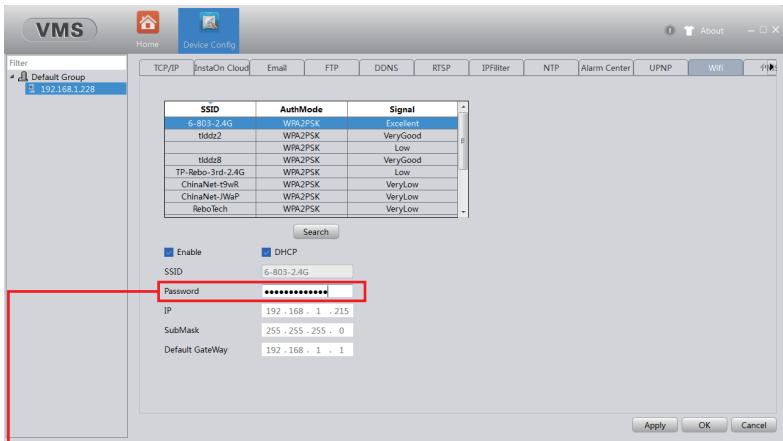 VMS
Home
Device Config
About
Filter
Default Group
192.168.1.228
TCP/IP InstaOn Cloud Email FTP DDNS RTSP IPFiliter NTP Alarm Center UPNP Wifi
SSID AuthMode Signal
6-803-2.4G WPA2PSK Excellent
tlddz2 WPA2PSK VeryGood
WPA2PSK Low
tlddz8 WPA2PSK VeryGood
TP-Rebo-3rd-2.4G WPA2PSK Low
ChinaNet-t9wR WPA2PSK VeryLow
ChinaNet-JWaP WPA2PSK VeryLow
ReboTech WPA2PSK VeryLow
Search
Enable DHCP
SSID 6-803-2.4G
Password •••••••••••••
IP 192 . 168 . 1 . 215
SubMask 255 . 255 . 255 . 0
Default GateWay 192 . 168 . 1 . 1
Apply OK Cancel